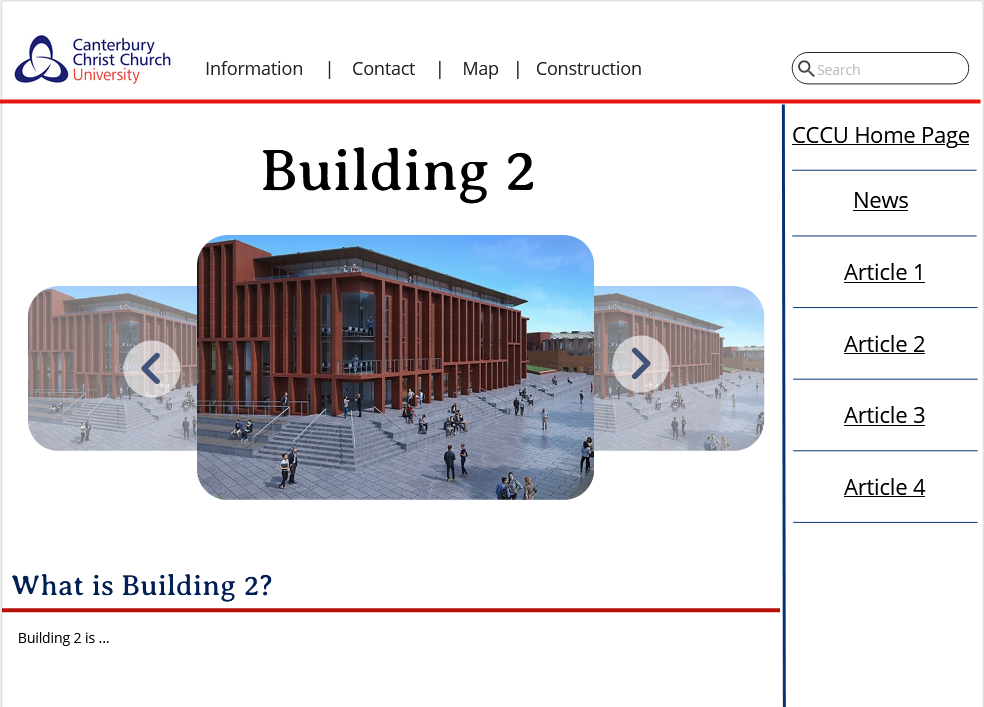 Canterbury
Christ Church
University
Information | Contact | Map | Construction
Search
CCCU Home Page
Building 2
News
Article 1
Article 2
Article 3
Article 4
What is Building 2?
Building 2 is ...